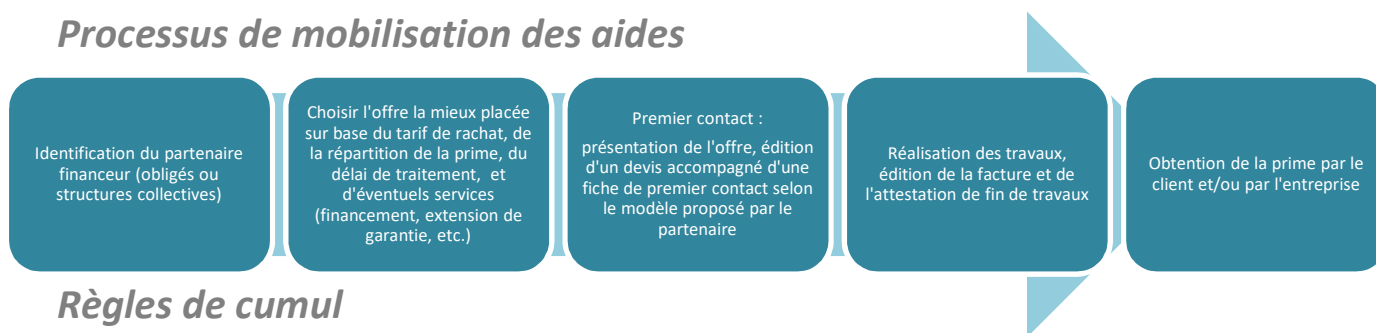 Processus de mobilisation des aides
Identification du partenaire
financeur (obligés ou
structures collectives)
Choisir l'offre la mieux placée
sur base du tarif de rachat, de
la répartition de la prime, du
délai de traitement, et
d'éventuels services
(financement, extension de
garantie, etc.)
Premier contact :
présentation de l'offre, édition
d'un devis accompagné d'une
fiche de premier contact selon
le modèle proposé par le
partenaire
Réalisation des travaux,
édition de la facture et de
l'attestation de fin de travaux
Obtention de la prime par le
client et/ou par l'entreprise
Règles de cumul